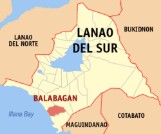 LANAO
DEL NORTE
BUKIDNON
LANAO
DEL SUR
BALABAGAN
Illana Bay
MAGUINDANAO
COTABATO